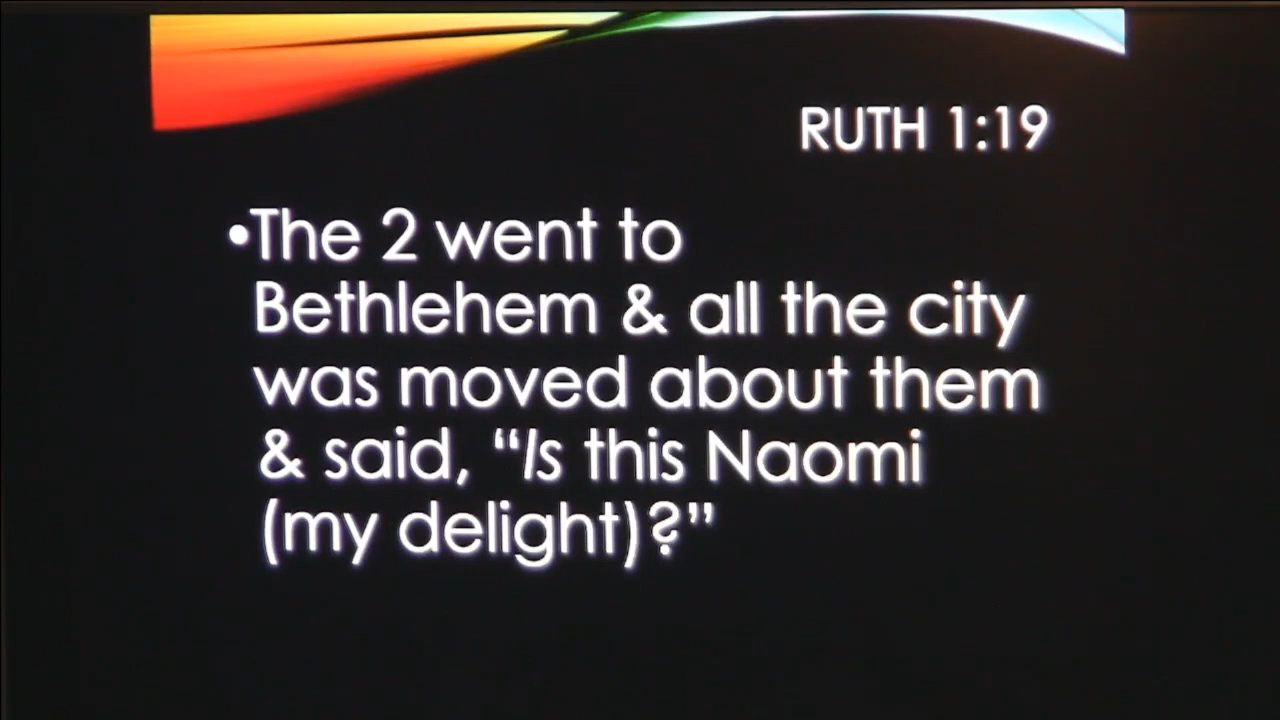 RUTH 1:19
•The 2 went to
Bethlehem & all the city
was moved about them
& said, “Is this Naomi
(my delight)?”